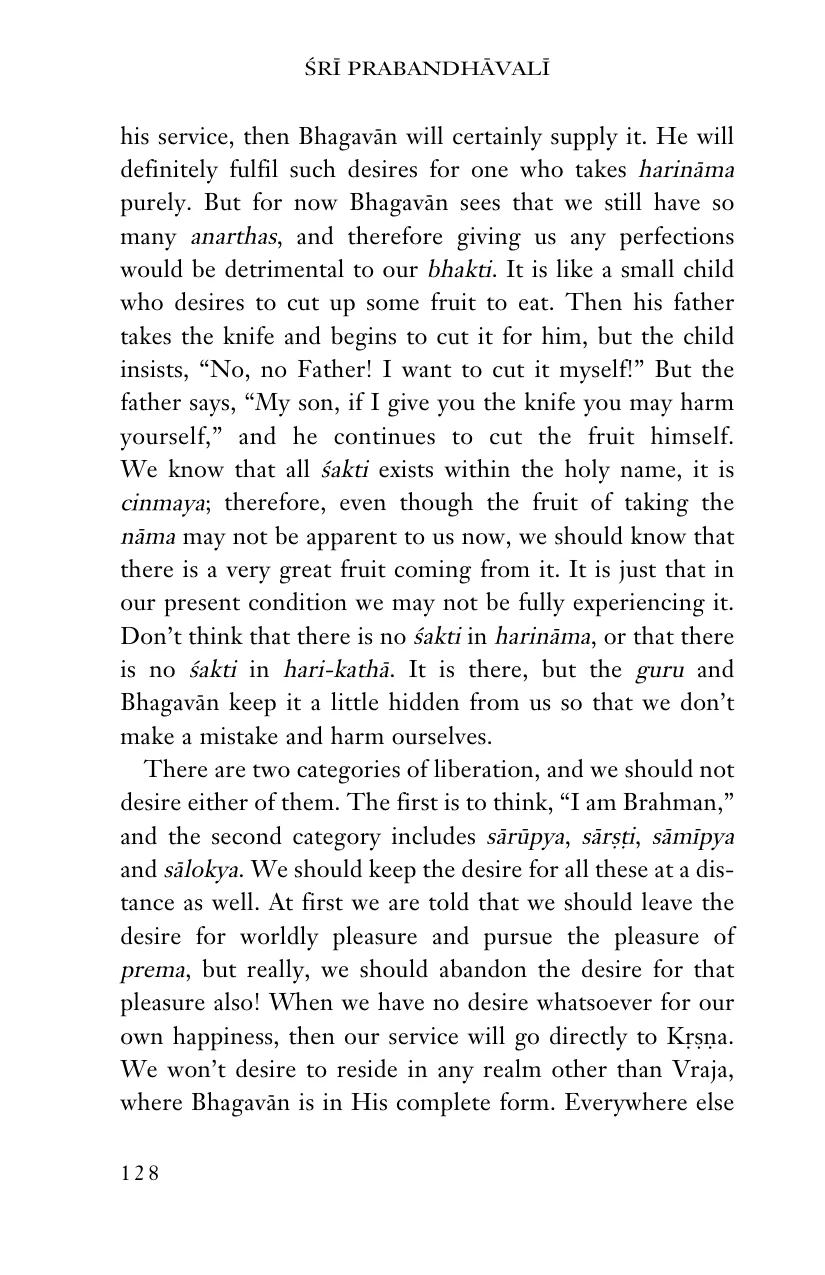 ŚRĪ PRABANDHĀVALĪ
his service, then Bhagavān will certainly supply it. He will
definitely fulfil such desires for one who takes harināma
purely. But for now Bhagavān sees that we still have so
many anarthas, and therefore giving us any perfections
would be detrimental to our bhakti. It is like a small child
who desires to cut up some fruit to eat. Then his father
takes the knife and begins to cut it for him, but the child
insists, “No, no Father! I want to cut it myself!” But the
father says, “My son, if I give you the knife you may harm
yourself,” and he continues to cut the fruit himself.
We know that all śakti exists within the holy name, it is
cinmaya; therefore, even though the fruit of taking the
nāma may not be apparent to us now, we should know that
there is a very great fruit coming from it. It is just that in
our present condition we may not be fully experiencing it.
Don’t think that there is no śakti in harināma, or that there
is no śakti in hari-kathā. It is there, but the guru and
Bhagavān keep it a little hidden from us so that we don’t
make a mistake and harm ourselves.
There are two categories of liberation, and we should not
desire either of them. The first is to think, “I am Brahman,”
and the second category includes sārūpya, sārṣṭi, sāmīpya
and sālokya. We should keep the desire for all these at a dis-
tance as well. At first we are told that we should leave the
desire for worldly pleasure and pursue the pleasure of
prema, but really, we should abandon the desire for that
pleasure also! When we have no desire whatsoever for our
own happiness, then our service will go directly to Kṛṣṇa.
We won’t desire to reside in any realm other than Vraja,
where Bhagavān is in His complete form. Everywhere else
128